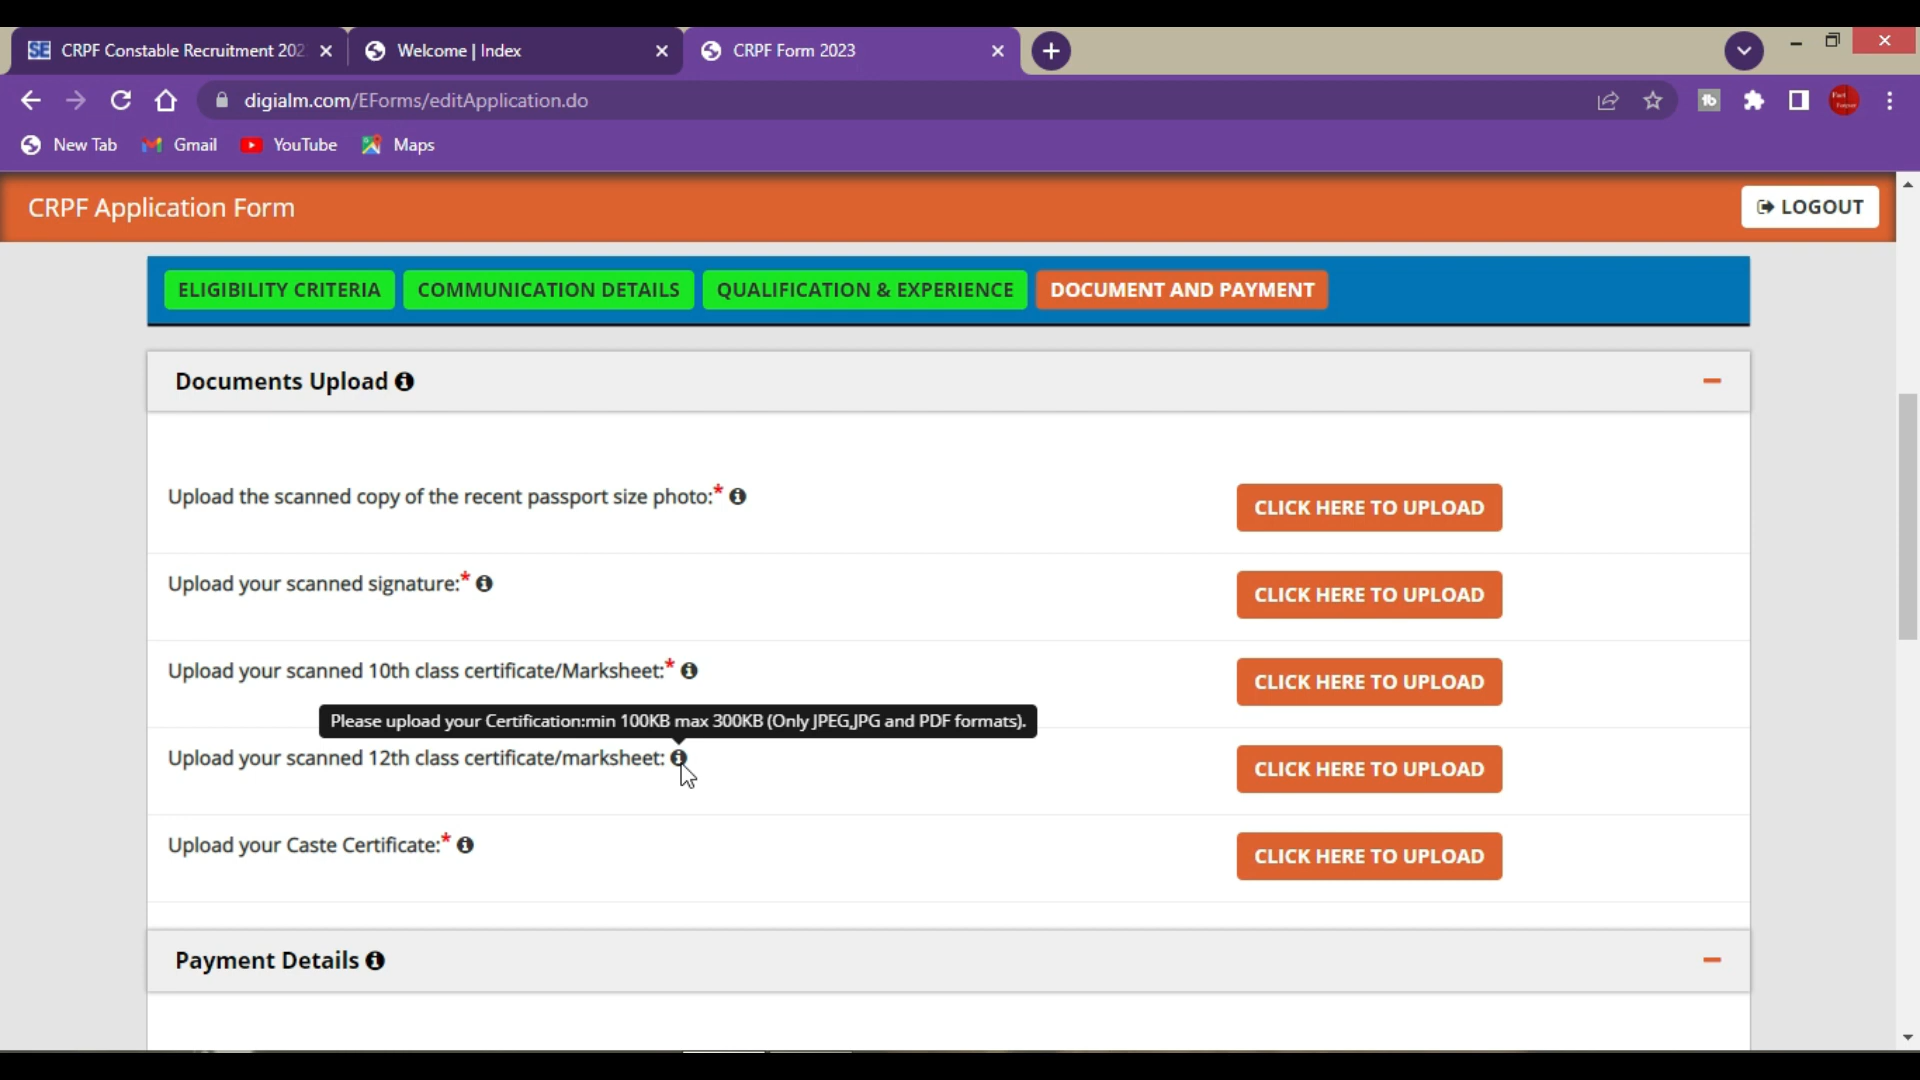 SE CRPF Constable Recruitment 202
Welcome | Index
CRPF Form 2023
digialm.com/EForms/editApplication.do
New Tab
Gmail
YouTube
Maps
CRPF Application Form
LOGOUT
ELIGIBILITY CRITERIA
COMMUNICATION DETAILS
QUALIFICATION & EXPERIENCE
DOCUMENT AND PAYMENT
Documents Upload
Upload the scanned copy of the recent passport size photo:*
CLICK HERE TO UPLOAD
Upload your scanned signature:*
CLICK HERE TO UPLOAD
Upload your scanned 10th class certificate/Marksheet:*
CLICK HERE TO UPLOAD
Please upload your Certification:min 100KB max 300KB (Only JPEG,JPG and PDF formats).
Upload your scanned 12th class certificate/marksheet:
CLICK HERE TO UPLOAD
Upload your Caste Certificate:*
CLICK HERE TO UPLOAD
Payment Details